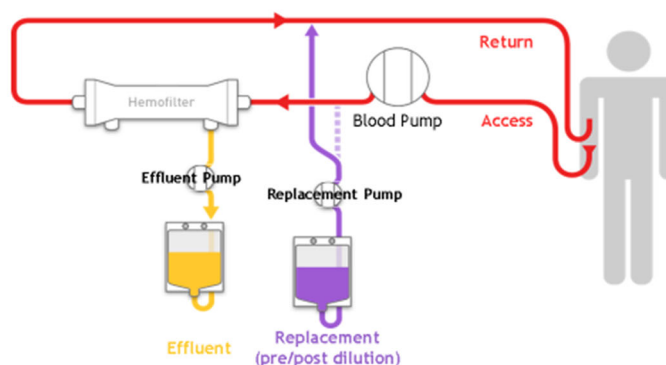 Return
Hemofilter
Blood Pump
Access
Effluent Pump
Replacement Pump
Effluent
Replacement
(pre/post dilution)